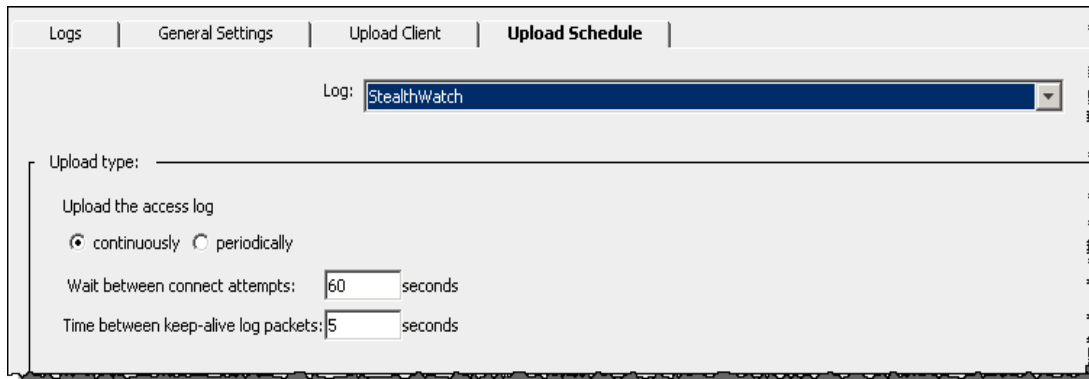 Logs General Settings Upload Client Upload Schedule
Log: StealthWatch
Upload type:
Upload the access log
continuously periodically
Wait between connect attempts: 60 seconds
Time between keep-alive log packets: 5 seconds